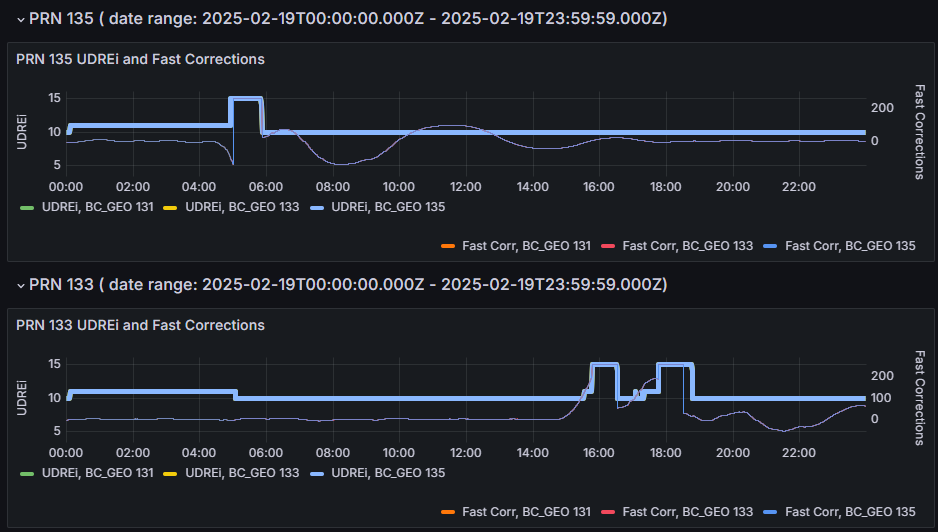 PRN 135 ( date range: 2025-02-19T00:00:00.000Z - 2025-02-19T23:59:59.000Z)
PRN 135 UDREi and Fast Corrections
15
10
5
UDREi
200
0
Fast Corrections
00:00 02:00 04:00 06:00 08:00 10:00 12:00 14:00 16:00 18:00 20:00 22:00
UDREi, BC_GEO 131 UDREi, BC_GEO 133 UDREi, BC_GEO 135
Fast Corr, BC_GEO 131 Fast Corr, BC_GEO 133 Fast Corr, BC_GEO 135
PRN 133 ( date range: 2025-02-19T00:00:00.000Z - 2025-02-19T23:59:59.000Z)
PRN 133 UDREi and Fast Corrections
15
10
5
UDREi
200
100
0
Fast Corrections
00:00 02:00 04:00 06:00 08:00 10:00 12:00 14:00 16:00 18:00 20:00 22:00
UDREi, BC_GEO 131 UDREi, BC_GEO 133 UDREi, BC_GEO 135
Fast Corr, BC_GEO 131 Fast Corr, BC_GEO 133 Fast Corr, BC_GEO 135